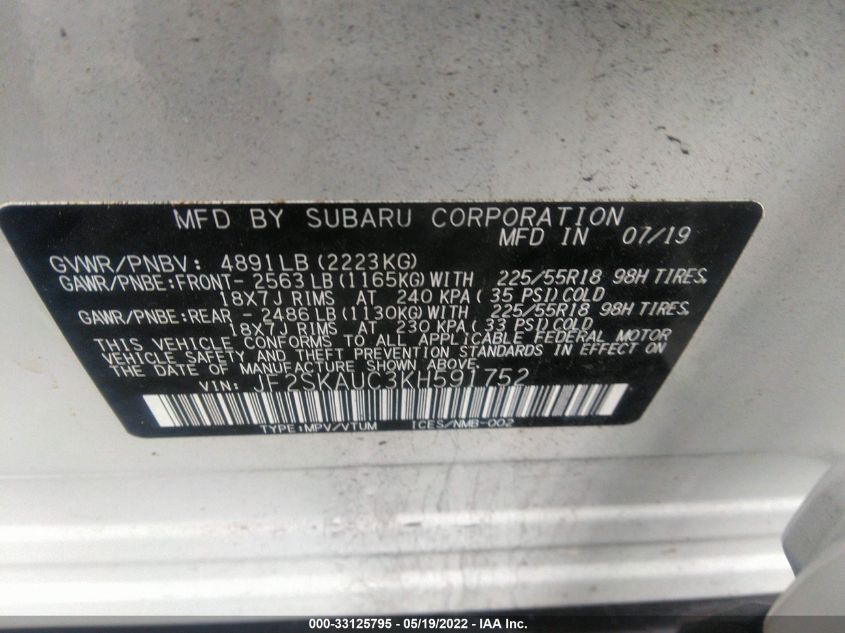 MFD BY SUBARU CORPORATION
MFD IN 07/19
GVWR/PNBV: 4891LB(2223KG)
GAWR/PNBE:FRONT- 2563LB(1165KG)WITH 225/55R18 98H TIRES,
18X7J RIMS AT 240 KPA(35 PSI)COLD
GAWR/PNBE:REAR -2486LB(1130KG)WITH 225/55R18 98H TIRES,
18X7J RIMS AT 230 KPA(33 PSI)COLD
THIS VEHICLE CONFORMS TO ALL APPLICABLE FEDERAL MOTOR
VEHICLE SAFETY AND THEFT PREVENTION STANDARDS IN EFFECT ON
THE DATE OF MANUFACTURE SHOWN ABOVE.
VIN: JF2SKAUC3KH591752
TYPE:MPV/VTUM ICES/NMB-002
000-33125795 - 05/19/2022 - IAA Inc.